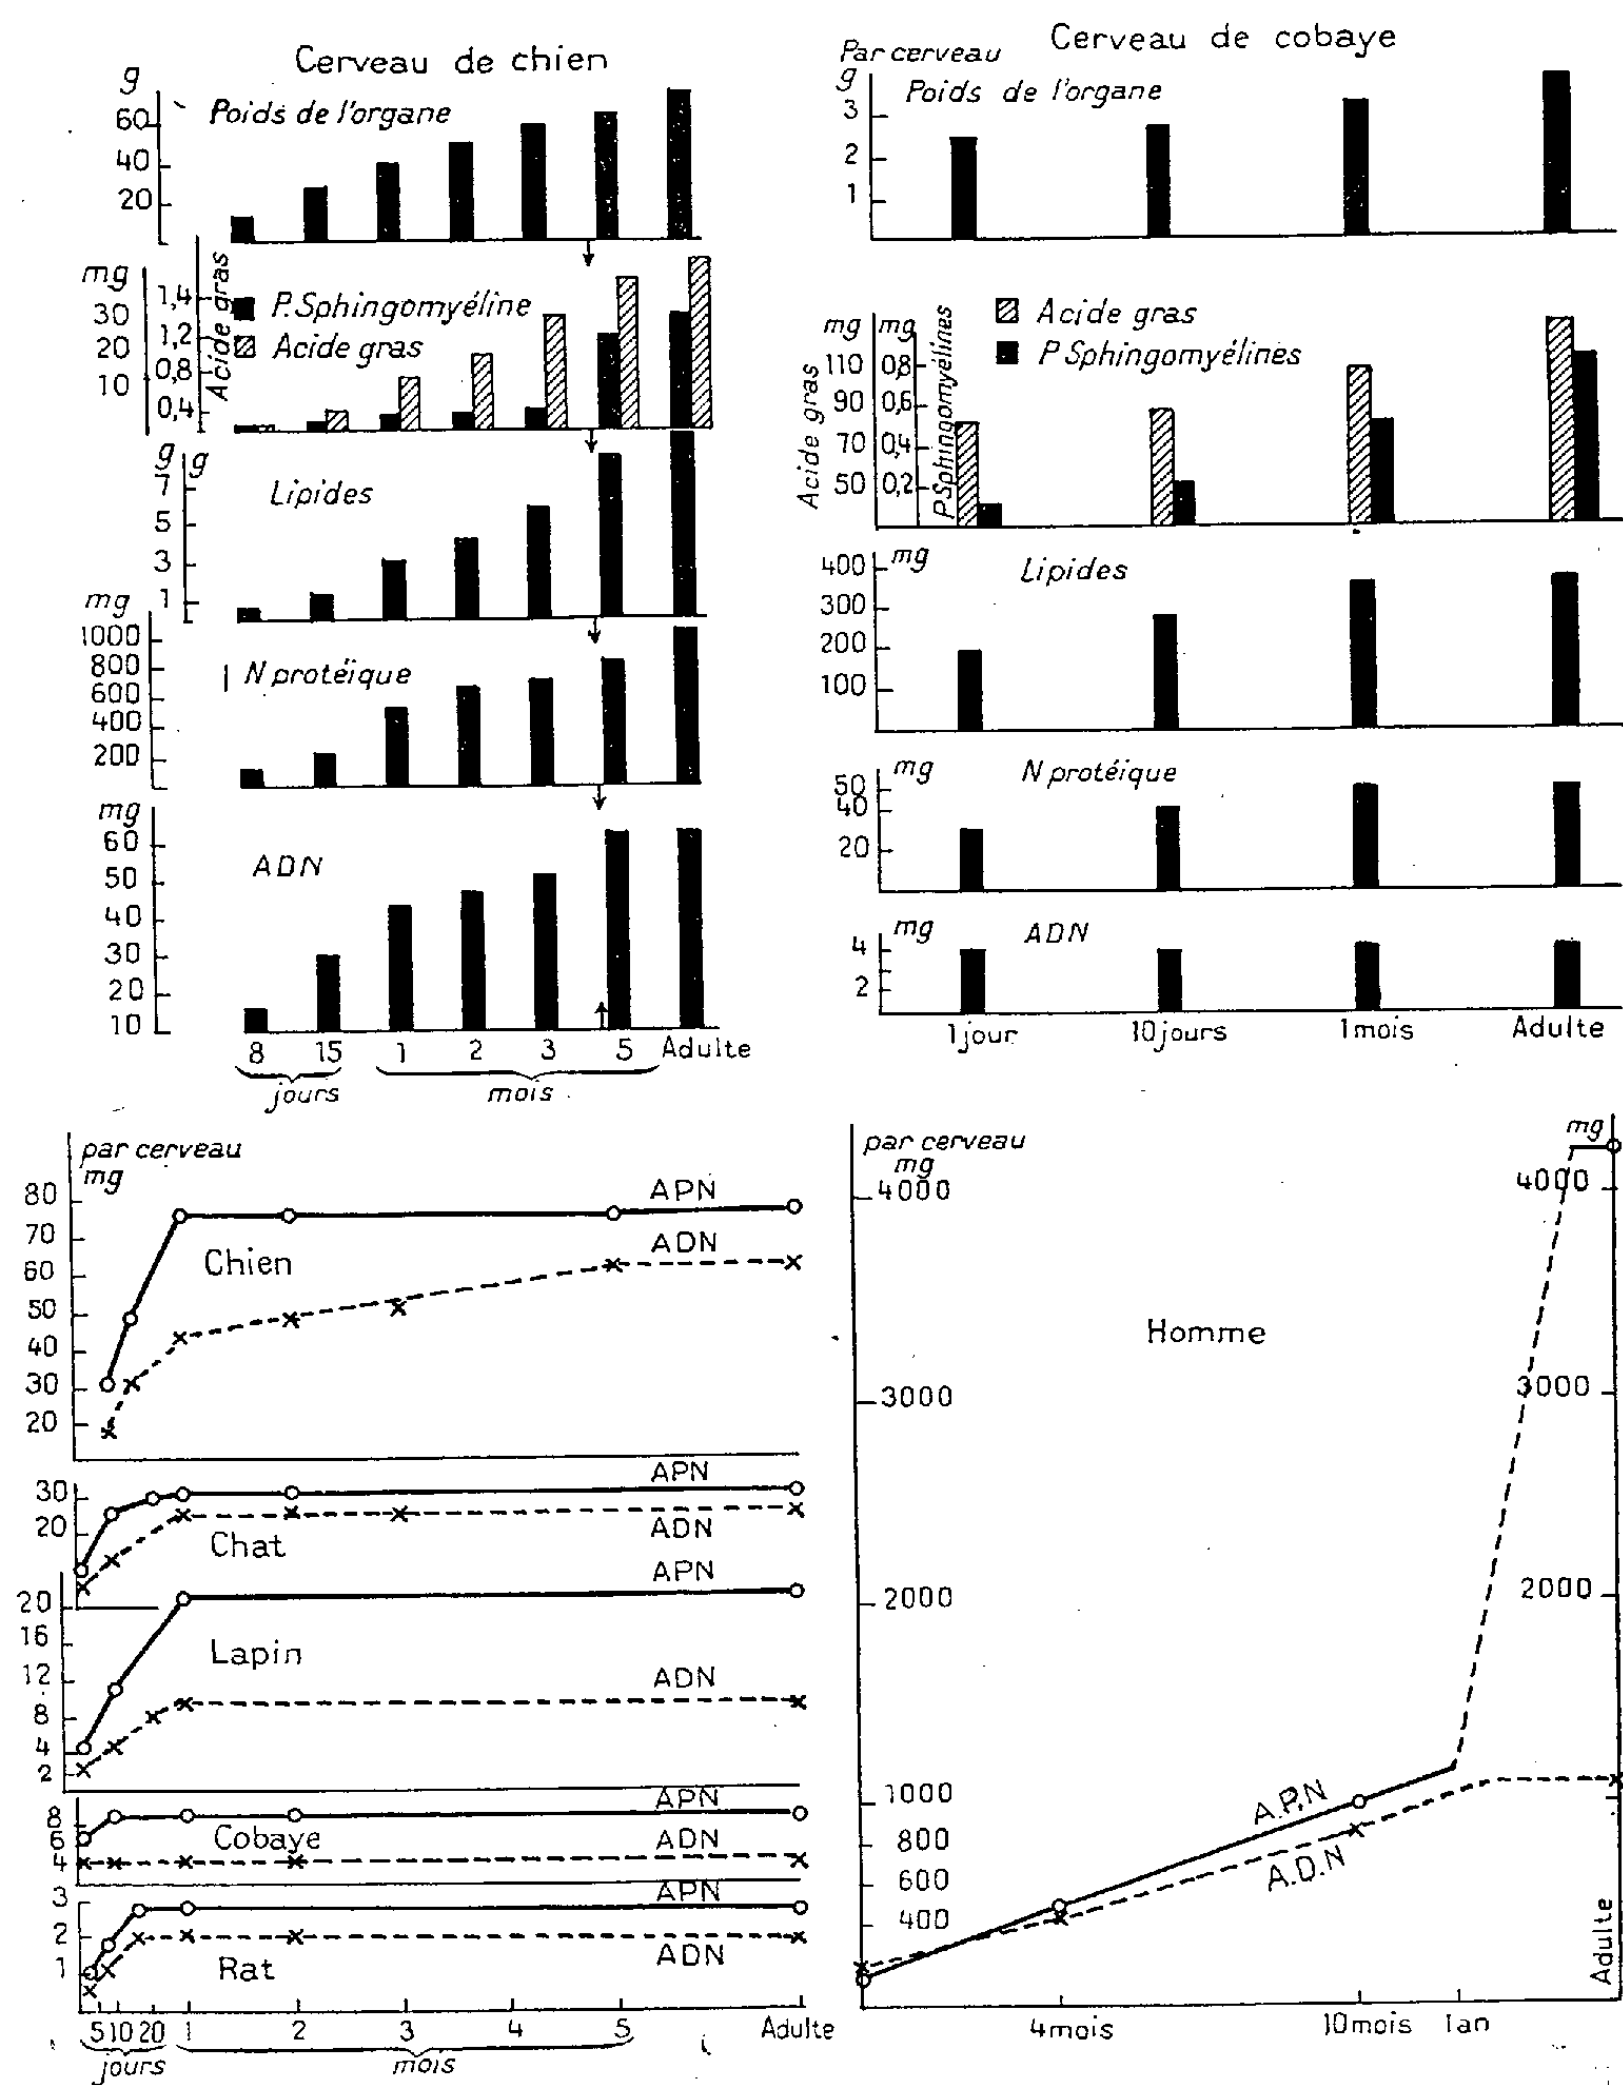 Cerveau de chien
g
Poids de l'organe
60
40
20
mg
30
20
10
Acide gras
1,4
1,2
0,8
0,4
P.Sphingomyéline
Acide gras
g g
Lipides
7
5
3
1
mg
N protéique
1000
800
600
400
200
mg
ADN
60
50
40
30
20
10
8 15 1 2 3 5 Adulte
jours mois
Cerveau de cobaye
Par cerveau
g
Poids de l'organe
3
2
1
mg mg
Acide gras
P Sphingomyélines
Acide gras
110
90
70
50
P Sphingomyélines
0,8
0,6
0,4
0,2
mg
Lipides
400
300
200
100
mg
N protéique
50
40
20
mg
ADN
4
2
1 jour 10 jours 1 mois Adulte
par cerveau
mg
80
70
60
50
40
30
20
APN
ADN
Chien
30
20
APN
ADN
Chat
20
16
12
8
4
2
APN
Lapin
ADN
8
6
4
APN
Cobaye
ADN
3
2
1
APN
ADN
Rat
5 10 20 1 2 3 4 5 Adulte
jours mois
par cerveau
mg
4000
3000
2000
1000
800
600
400
Homme
A.P.N
A.D.N
mg
4000
3000
2000
Adulte
4 mois 10 mois 1 an